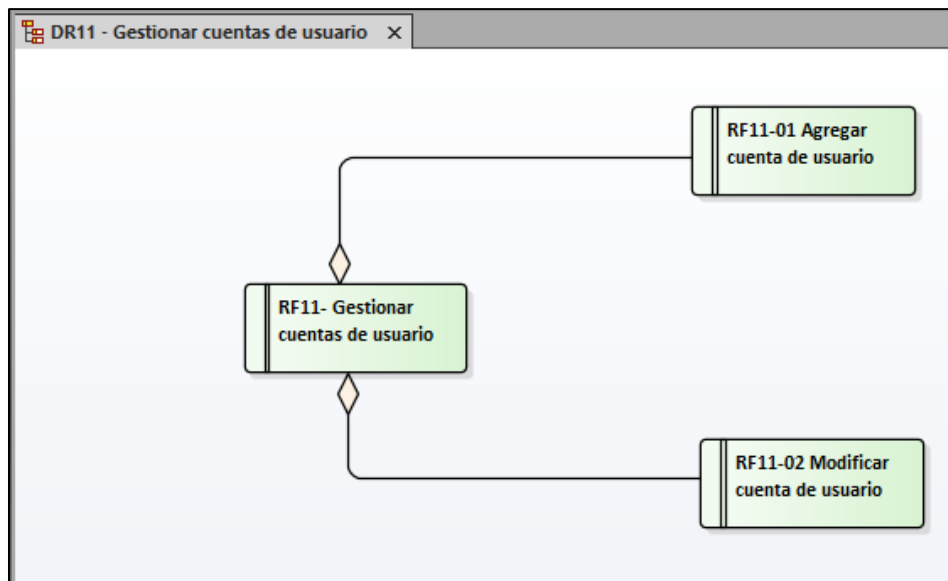 DR11 - Gestionar cuentas de usuario
RF11-01 Agregar
cuenta de usuario
RF11- Gestionar
cuentas de usuario
RF11-02 Modificar
cuenta de usuario